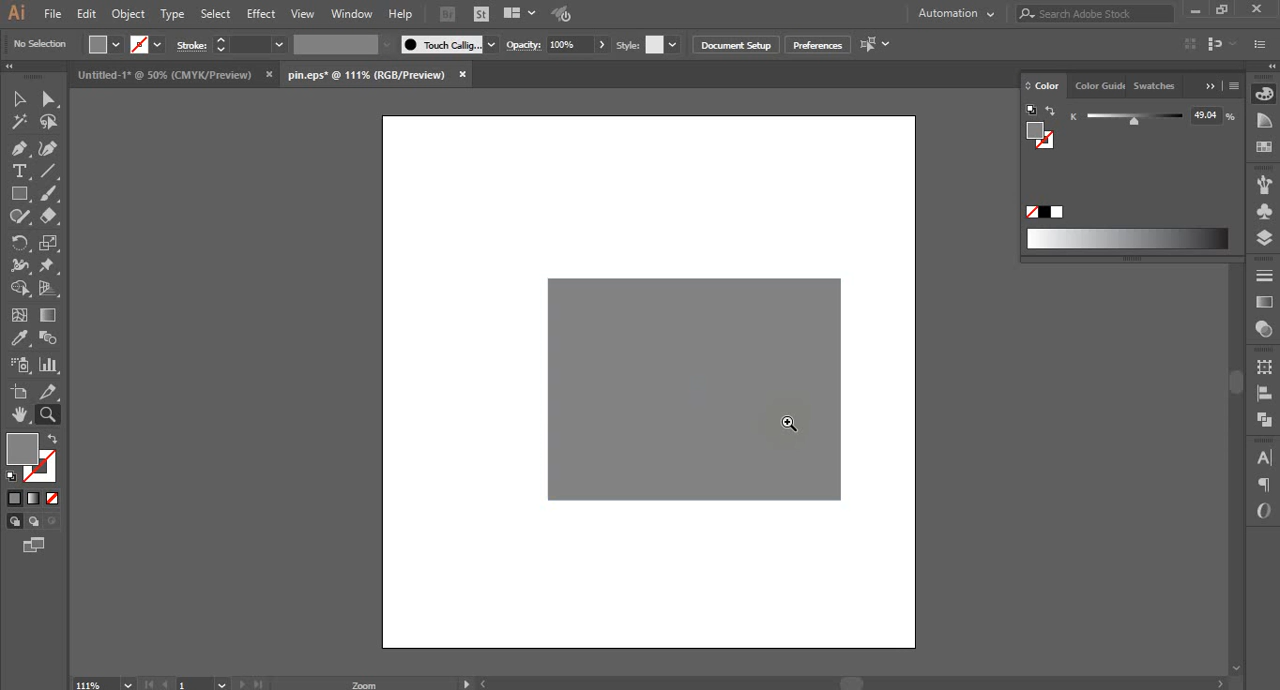 Ai File Edit Object Type Select Effect View Window Help Br St Automation Search Adobe Stock
No Selection Stroke: Touch Callig... Opacity: 100% Style: Document Setup Preferences
Untitled-1* @ 50% (CMYK/Preview) × pin.eps* @ 111% (RGB/Preview) ×
Color Color Guide Swatches
K 49.04 %
111% 1 Zoom